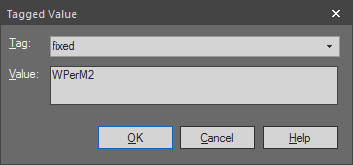 Tagged Value
Tag: fixed
Value: WPerM2
OK Cancel Help